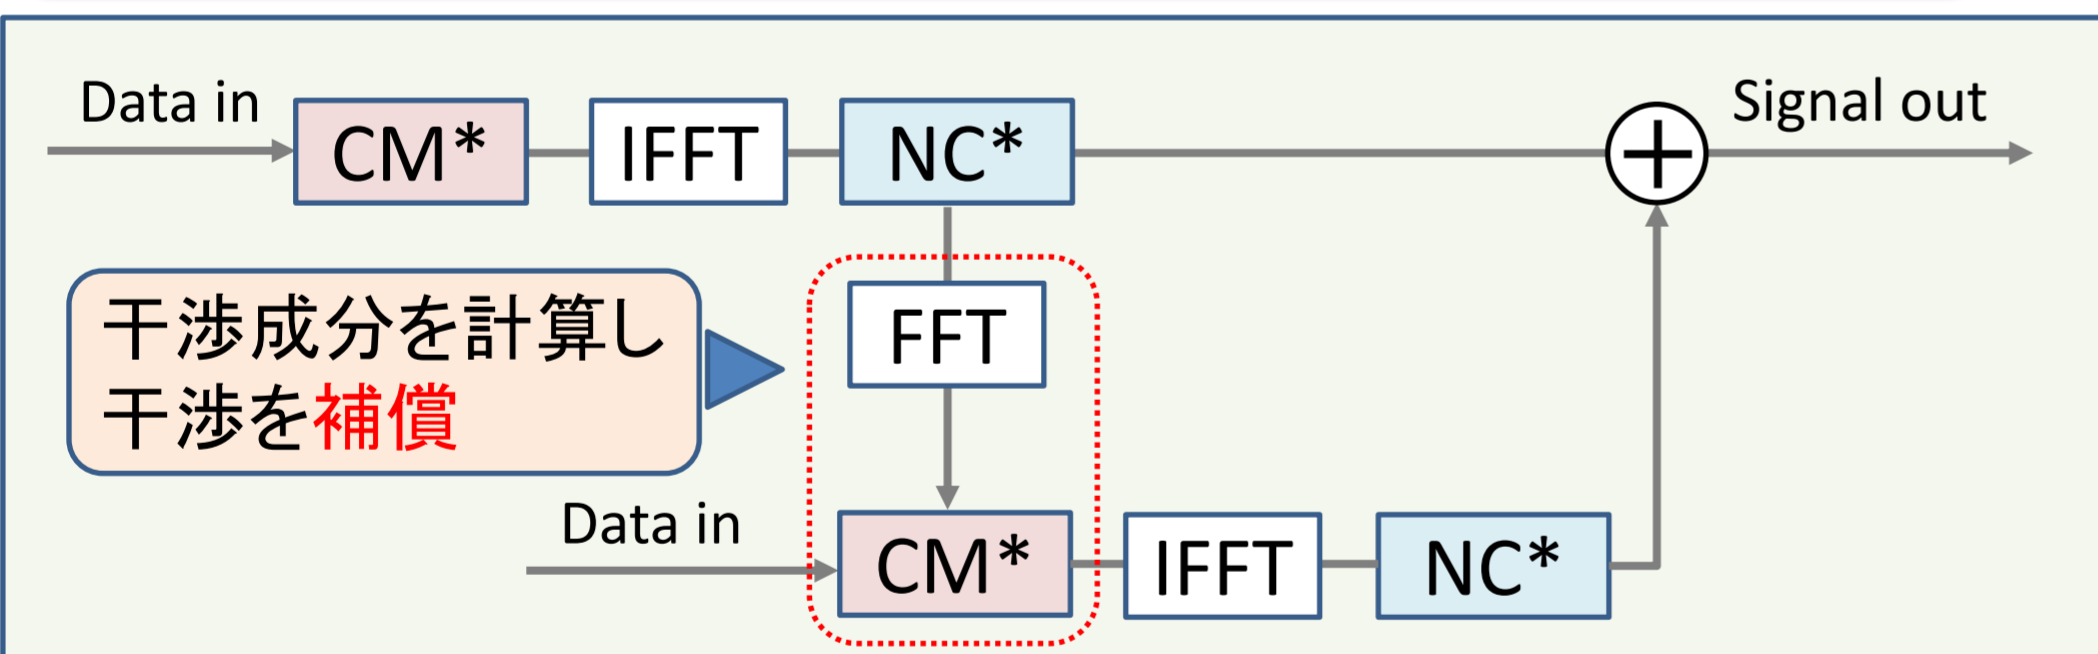 Data in
CM*
IFFT
NC*
Signal out
干渉成分を計算し
干渉を補償
FFT
Data in
CM*
IFFT
NC*